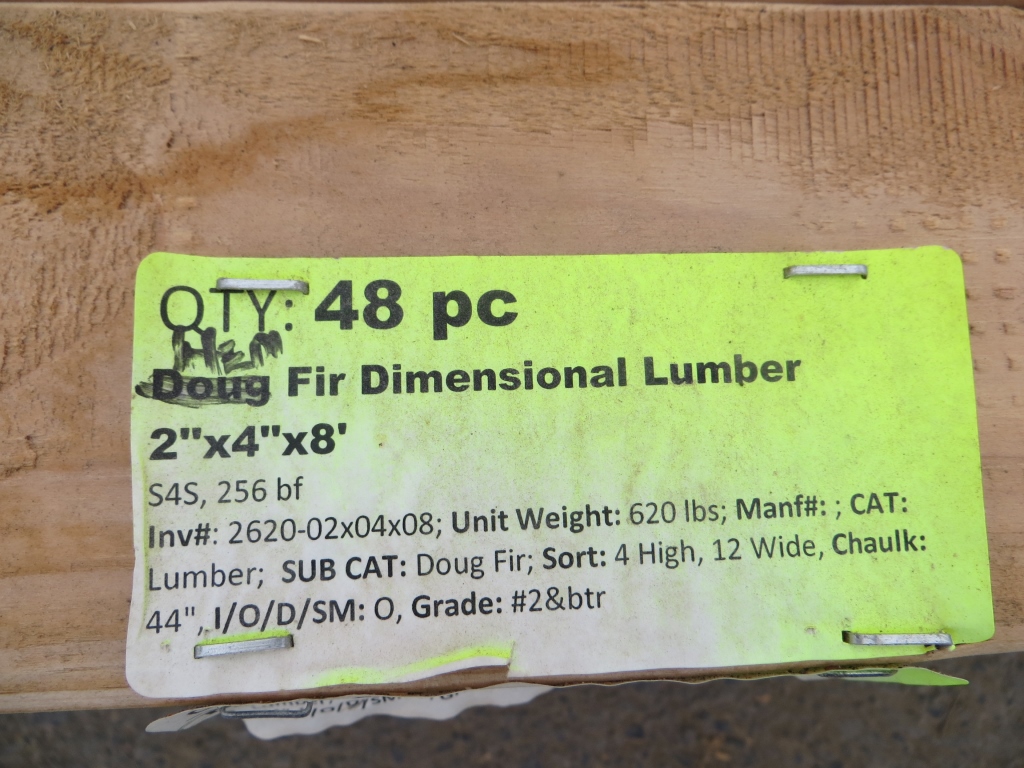 QTY: 48 pc
HEM
Doug Fir Dimensional Lumber
2"x4"x8'
S4S, 256 bf
Inv#: 2620-02x04x08; Unit Weight: 620 lbs; Manf#: ; CAT:
Lumber; SUB CAT: Doug Fir; Sort: 4 High, 12 Wide, Chaulk:
44", I/O/D/SM: O, Grade: #2&btr